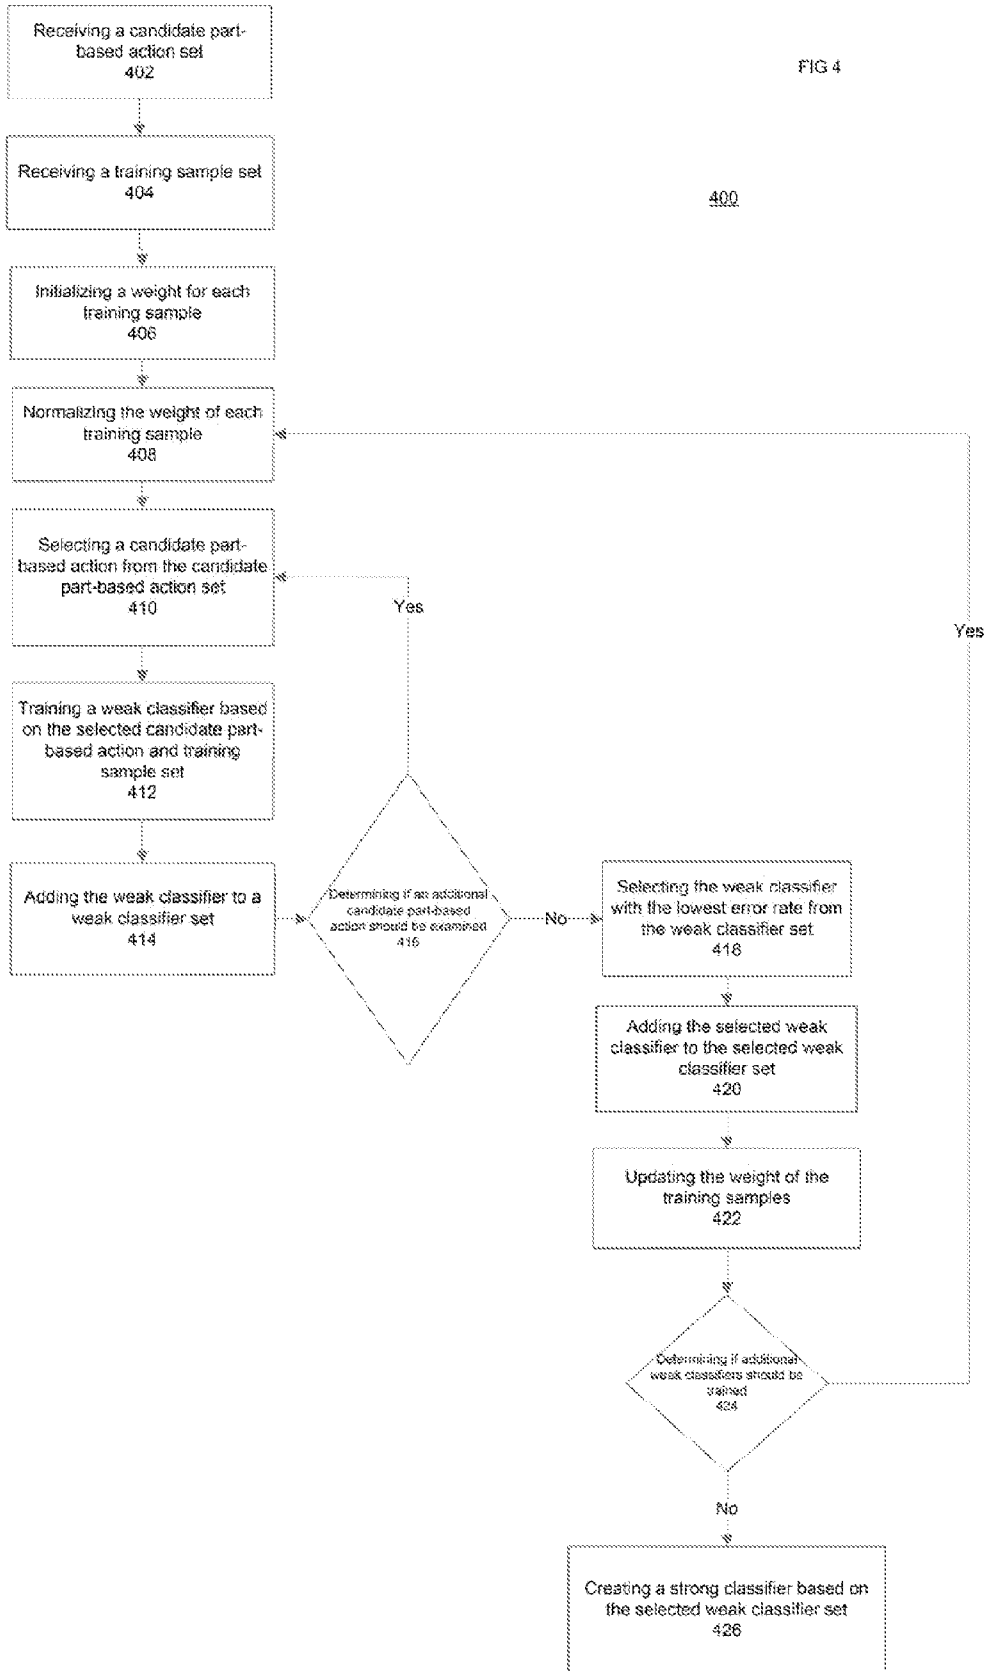 Receiving a candidate part-
based action set
402
FIG 4
Receiving a training sample set
404
400
Initializing a weight for each
training sample
406
Normalizing the weight of each
training sample
408
Selecting a candidate part-
based action from the candidate
part-based action set
410
Yes
Yes
Training a weak classifier based
on the selected candidate part-
based action and training
sample set
412
Adding the weak classifier to a
weak classifier set
414
Determining if an additional
candidate part-based
action should be examined
416
No
Selecting the weak classifier
with the lowest error rate from
the weak classifier set
418
Adding the selected weak
classifier to the selected weak
classifier set
420
Updating the weight of the
training samples
422
Determining if additional
weak classifiers should be
trained
424
No
Creating a strong classifier based on
the selected weak classifier set
426